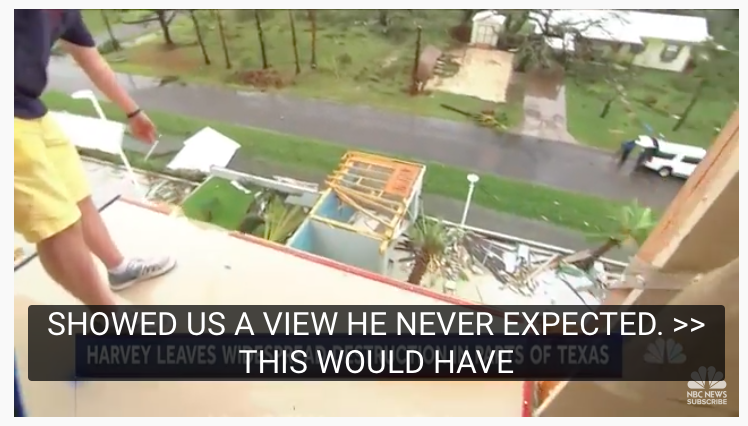 SHOWED US A VIEW HE NEVER EXPECTED. >>
THIS WOULD HAVE
HARVEY LEAVES WIDESPREAD DESTRUCTION IN PARTS OF TEXAS
NBC NEWS
SUBSCRIBE